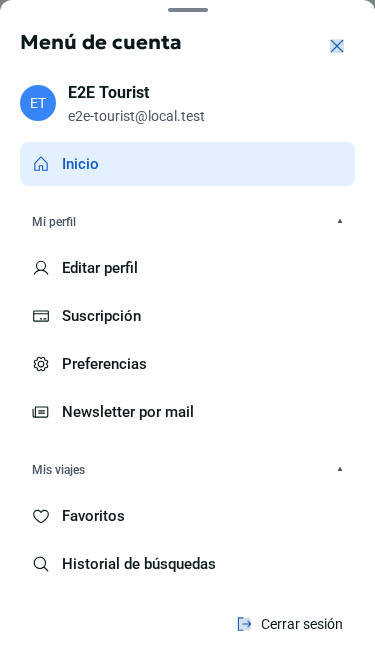 Menú de cuenta
ET
E2E Tourist
e2e-tourist@local.test
Inicio
Mi perfil
Editar perfil
Suscripción
Preferencias
Newsletter por mail
Mis viajes
Favoritos
Historial de búsquedas
Cerrar sesión